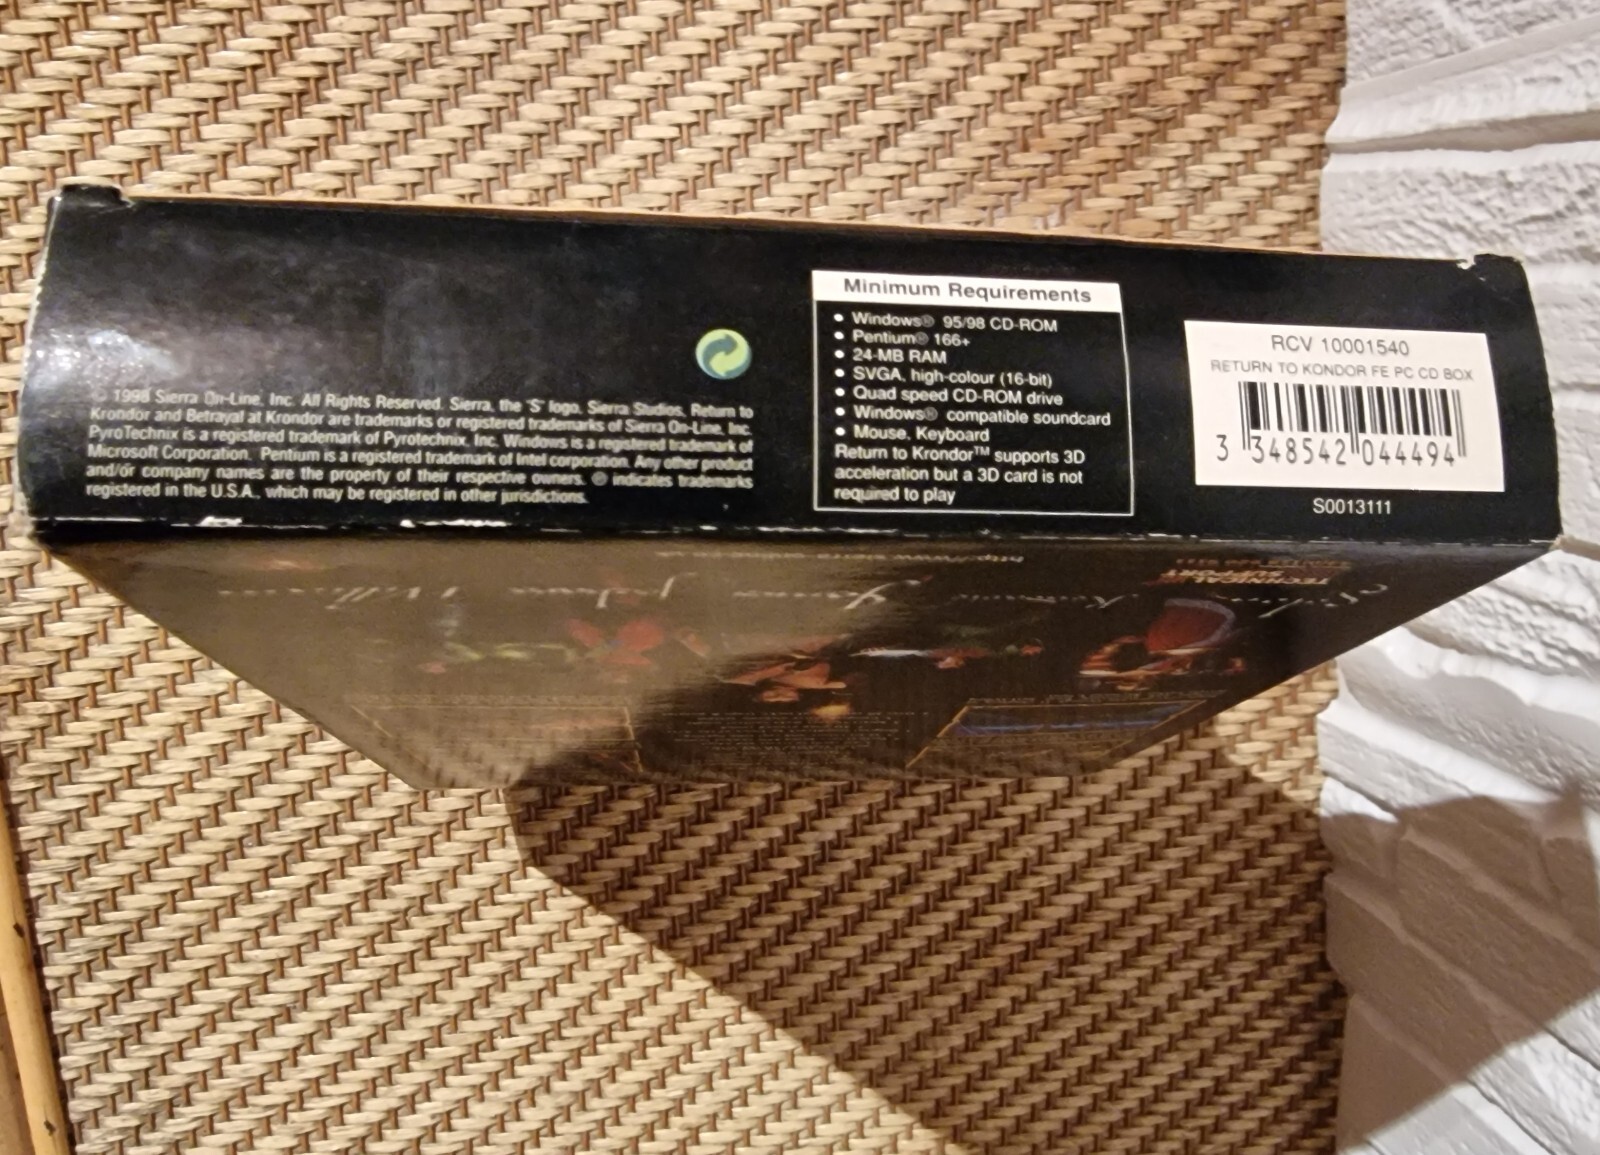 © 1998 Sierra On-Line, Inc. All Rights Reserved. Sierra, the 'S' logo, Sierra Studios, Return to
Krondor and Betrayal at Krondor are trademarks or registered trademarks of Sierra On-Line, Inc.
PyroTechnix is a registered trademark of Pyrotechnix, Inc. Windows is a registered trademark of
Microsoft Corporation. Pentium is a registered trademark of Intel corporation. Any other product
and/or company names are the property of their respective owners. ® indicates trademarks
registered in the U.S.A., which may be registered in other jurisdictions.
Minimum Requirements
• Windows® 95/98 CD-ROM
• Pentium® 166+
• 24-MB RAM
• SVGA, high-colour (16-bit)
• Quad speed CD-ROM drive
• Windows® compatible soundcard
• Mouse, Keyboard
Return to Krondor™ supports 3D
acceleration but a 3D card is not
required to play
RCV 10001540
RETURN TO KONDOR FE PC CD BOX
3 348542 044494
S0013111
TECHNICAL
SUPPORT